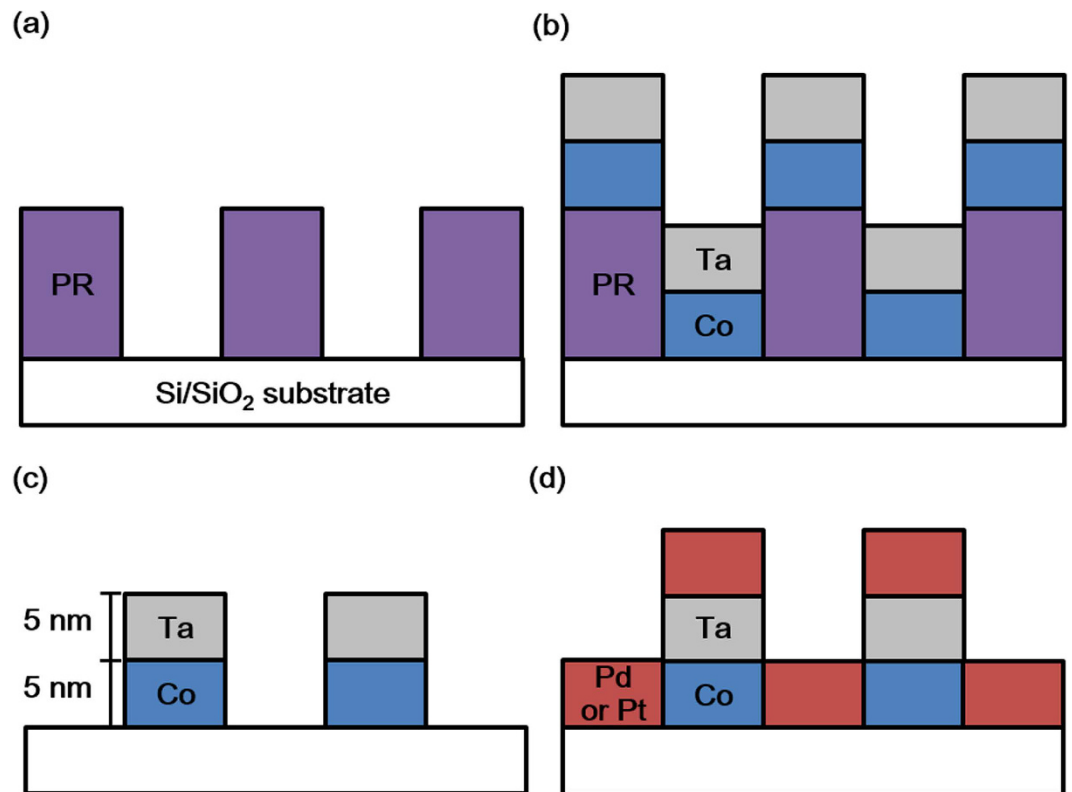 (a)
PR
Si/SiO₂ substrate
(b)
Ta
PR
Co
(c)
5 nm
Ta
5 nm
Co
(d)
Ta
Pd
or Pt
Co